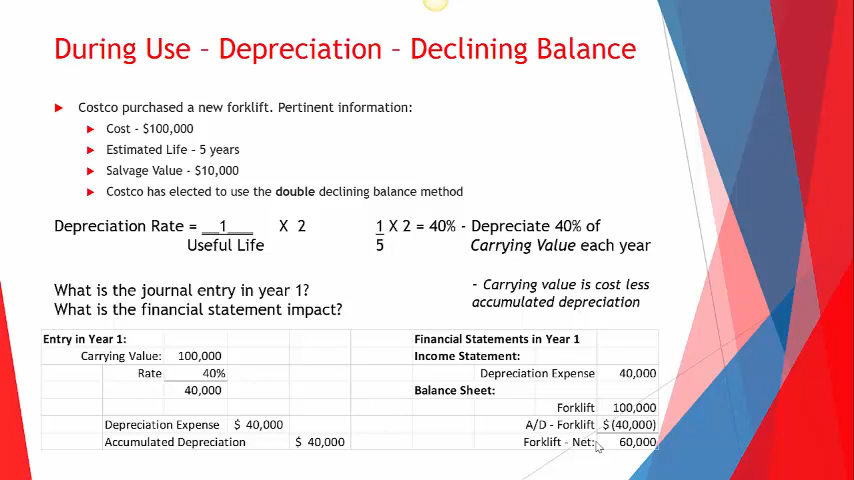 During Use – Depreciation – Declining Balance
Costco purchased a new forklift. Pertinent information:
Cost - $100,000
Estimated Life – 5 years
Salvage Value - $10,000
Costco has elected to use the double declining balance method
Depreciation Rate = __1___ X 2
Useful Life
1 X 2 = 40% - Depreciate 40% of
5 Carrying Value each year
- Carrying value is cost less
accumulated depreciation
What is the journal entry in year 1?
What is the financial statement impact?
Entry in Year 1:
Carrying Value: 100,000
Rate 40%
40,000
Depreciation Expense $ 40,000
Accumulated Depreciation $ 40,000
Financial Statements in Year 1
Income Statement:
Depreciation Expense 40,000
Balance Sheet:
Forklift 100,000
A/D - Forklift $ (40,000)
Forklift - Net: 60,000